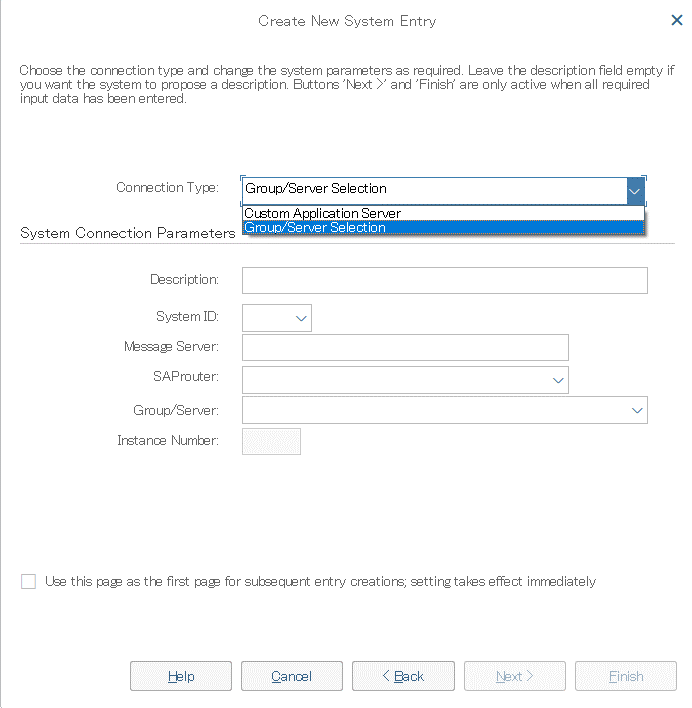 Create New System Entry
Choose the connection type and change the system parameters as required. Leave the description field empty if
you want the system to propose a description. Buttons 'Next >' and 'Finish' are only active when all required
input data has been entered.
Connection Type:
Group/Server Selection
Custom Application Server
Group/Server Selection
System Connection Parameters
Description:
System ID:
Message Server:
SAProuter:
Group/Server:
Instance Number:
Use this page as the first page for subsequent entry creations; setting takes effect immediately
Help
Cancel
< Back
Next >
Finish